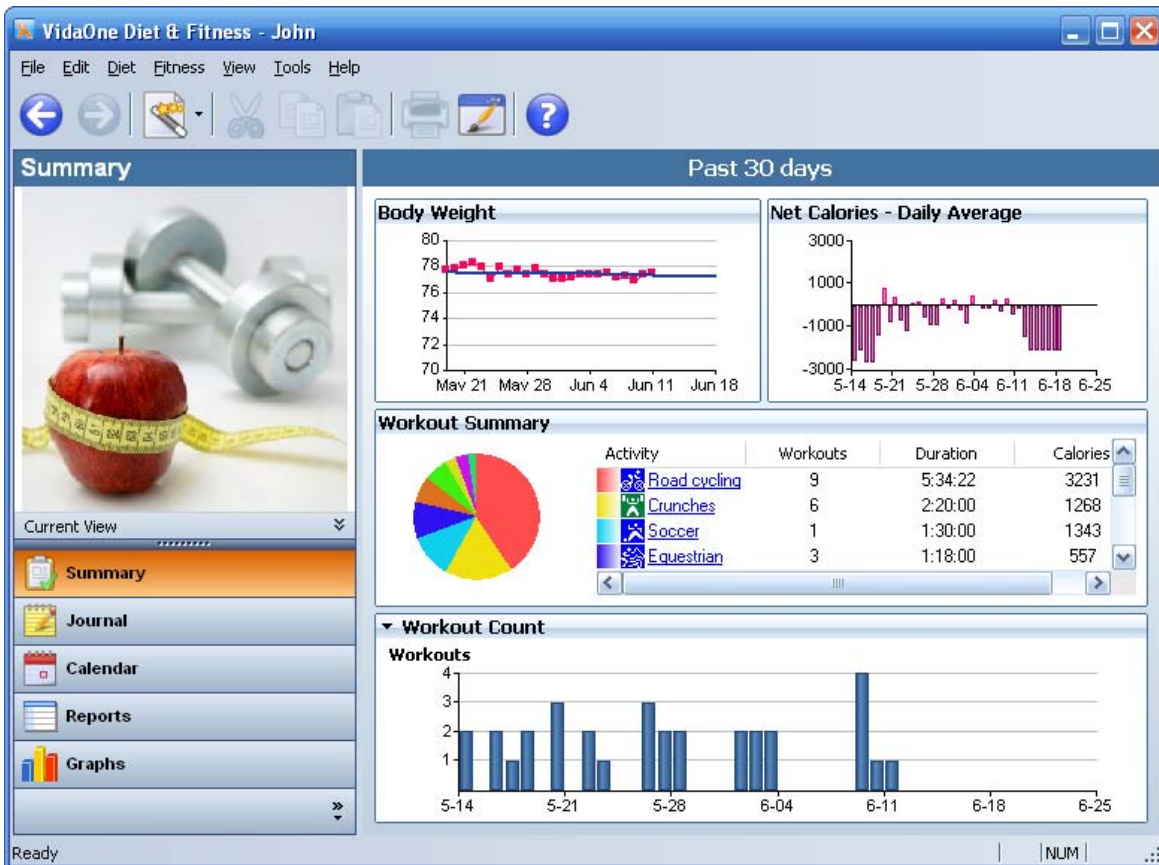 VidaOne Diet & Fitness - John
File Edit Diet Fitness View Tools Help
Summary
Past 30 days
Body Weight
80
78
76
74
72
70
May 21 May 28 Jun 4 Jun 11 Jun 18
Net Calories - Daily Average
3000
1000
-1000
-3000
5-14 5-21 5-28 6-04 6-11 6-18 6-25
Current View
Summary
Journal
Calendar
Reports
Graphs
Workout Summary
Activity Workouts Duration Calories
Road cycling 9 5:34:22 3231
Crunches 6 2:20:00 1268
Soccer 1 1:30:00 1343
Equestrian 3 1:18:00 557
Workout Count
Workouts
4
3
2
1
5-14 5-21 5-28 6-04 6-11 6-18 6-25
Ready NUM